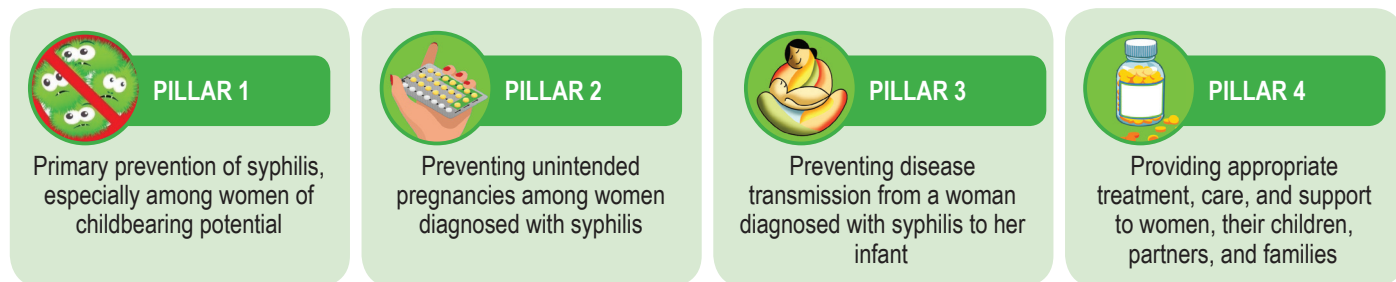 PILLAR 1
Primary prevention of syphilis,
especially among women of
childbearing potential
PILLAR 2
Preventing unintended
pregnancies among women
diagnosed with syphilis
PILLAR 3
Preventing disease
transmission from a woman
diagnosed with syphilis to her
infant
PILLAR 4
Providing appropriate
treatment, care, and support
to women, their children,
partners, and families